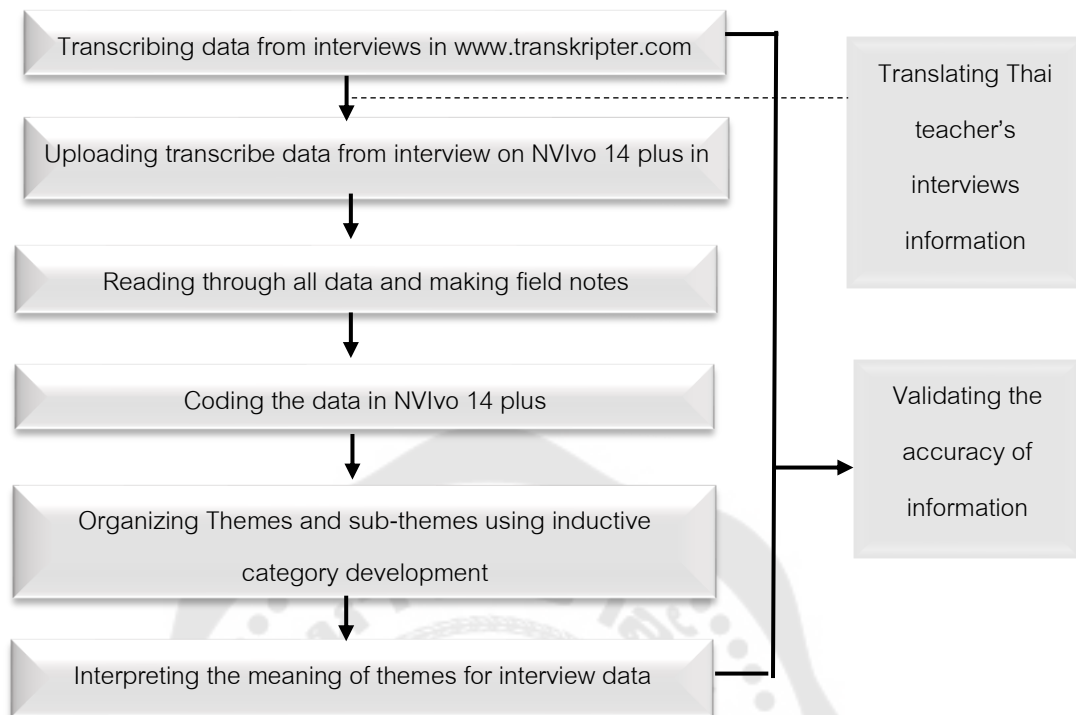 Transcribing data from interviews in www.transkripter.com
Uploading transcribe data from interview on NVIvo 14 plus in
Reading through all data and making field notes
Coding the data in NVIvo 14 plus
Organizing Themes and sub-themes using inductive
category development
Interpreting the meaning of themes for interview data
Translating Thai
teacher’s
interviews
information
Validating the
accuracy of
information